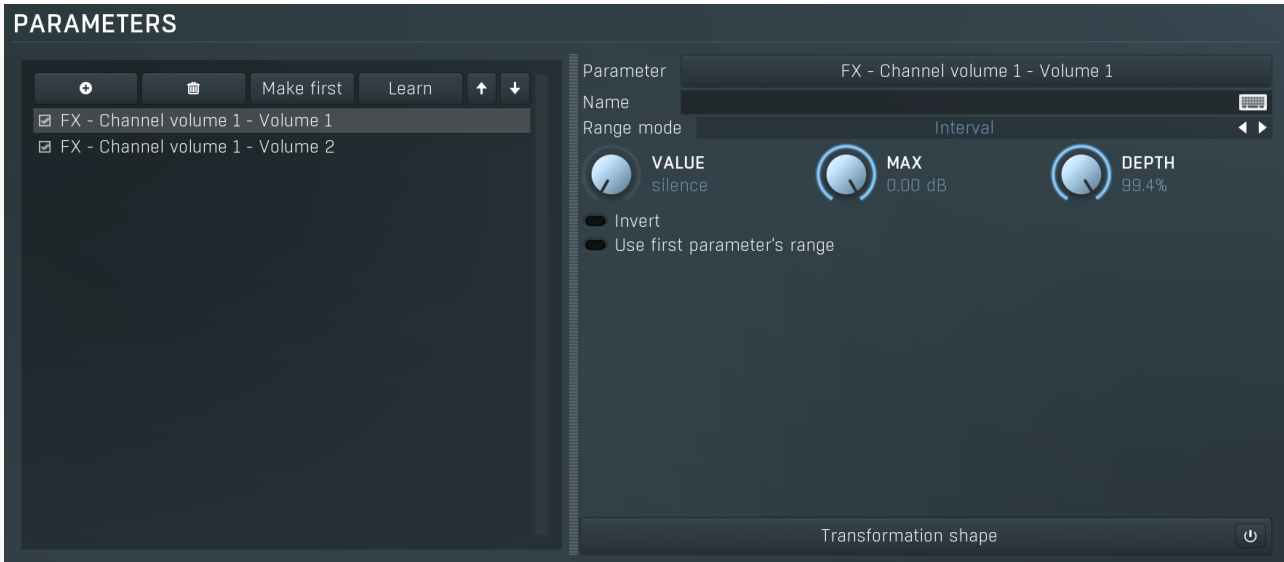 PARAMETERS
Make first
Learn
FX - Channel volume 1 - Volume 1
FX - Channel volume 1 - Volume 2
Parameter
FX - Channel volume 1 - Volume 1
Name
Range mode
Interval
VALUE
silence
MAX
0.00 dB
DEPTH
99.4%
Invert
Use first parameter's range
Transformation shape